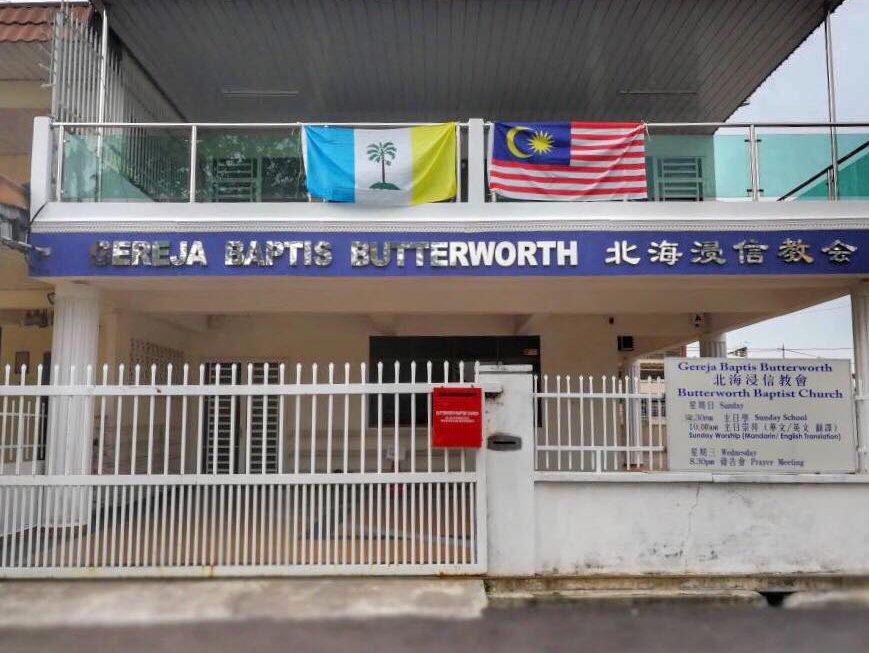 GEREJA BAPTIS BUTTERWORTH 北海浸信教会
BUTTERWORTH BAPTIST
Gereja Baptis Butterworth
北海浸信教會
Butterworth Baptist Church
星期日 Sunday
主日學 Sunday School
10.00am 主日崇拜 (華文/英文 翻譯)
Sunday Worship (Mandarin/ English Translation)
星期三 Wednesday
8.30pm 禱告會 Prayer Meeting